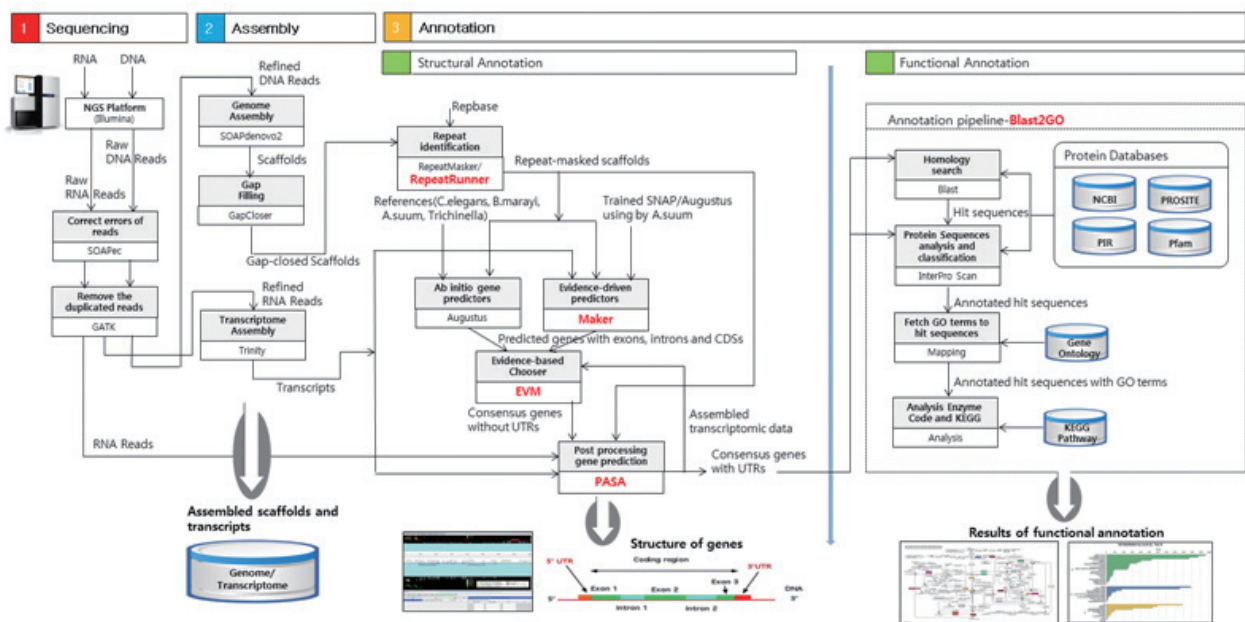 1 Sequencing
2 Assembly
3 Annotation
Structural Annotation
Functional Annotation
RNA
DNA
NGS Platform
(Illumina)
Raw
DNA Reads
Raw
RNA Reads
Correct errors of
reads
SOAPec
Remove the
duplicated reads
GATK
RNA Reads
Refined
DNA Reads
Genome
Assembly
SOAPdenovo2
Scaffolds
Gap
Filling
GapCloser
Gap-closed Scaffolds
Refined
RNA Reads
Transcriptome
Assembly
Trinity
Transcripts
Assembled scaffolds and
transcripts
Genome/
Transcriptome
Repbase
Repeat
identification
RepeatMasker/
RepeatRunner
Repeat-masked scaffolds
References(C.elegans, B.marayi,
A.suum, Trichinella)
Trained SNAP/Augustus
using by A.suum
Ab initio gene
predictors
Augustus
Evidence-driven
predictors
Maker
Predicted genes with exons, introns and CDSs
Evidence-based
Chooser
EVM
Consensus genes
without UTRs
Assembled
transcriptomic data
Post processing
gene prediction
PASA
Consensus genes
with UTRs
Structure of genes
5' UTR
Coding region
3'UTR
Exon 1
Exon 2
Exon 3
DNA
5'
Intron 1
Intron 2
3'
Annotation pipeline-Blast2GO
Homology
search
Blast
Hit sequences
Protein Databases
NCBI
PROSITE
PIR
Pfam
Protein Sequences
analysis and
classification
InterPro Scan
Annotated hit sequences
Fetch GO terms to
hit sequences
Mapping
Gene
Ontology
Annotated hit sequences with GO terms
Analysis Enzyme
Code and KEGG
Analysis
KEGG
Pathway
Results of functional annotation